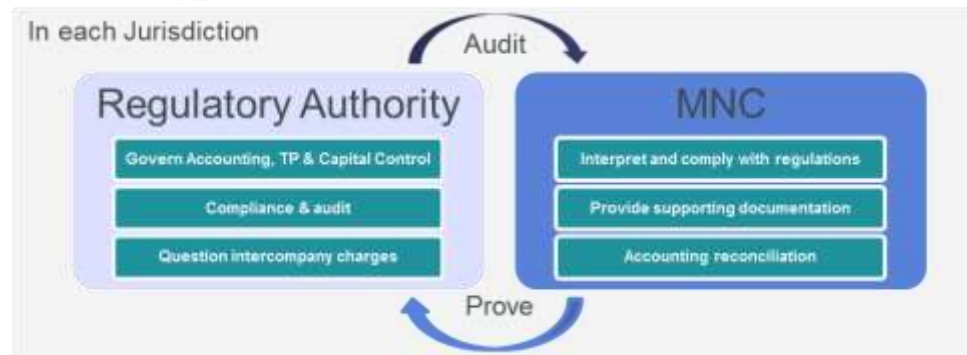 In each Jurisdiction
Audit
Regulatory Authority
Govern Accounting, TP & Capital Control
Compliance & audit
Question intercompany charges
MNC
Interpret and comply with regulations
Provide supporting documentation
Accounting reconciliation
Prove